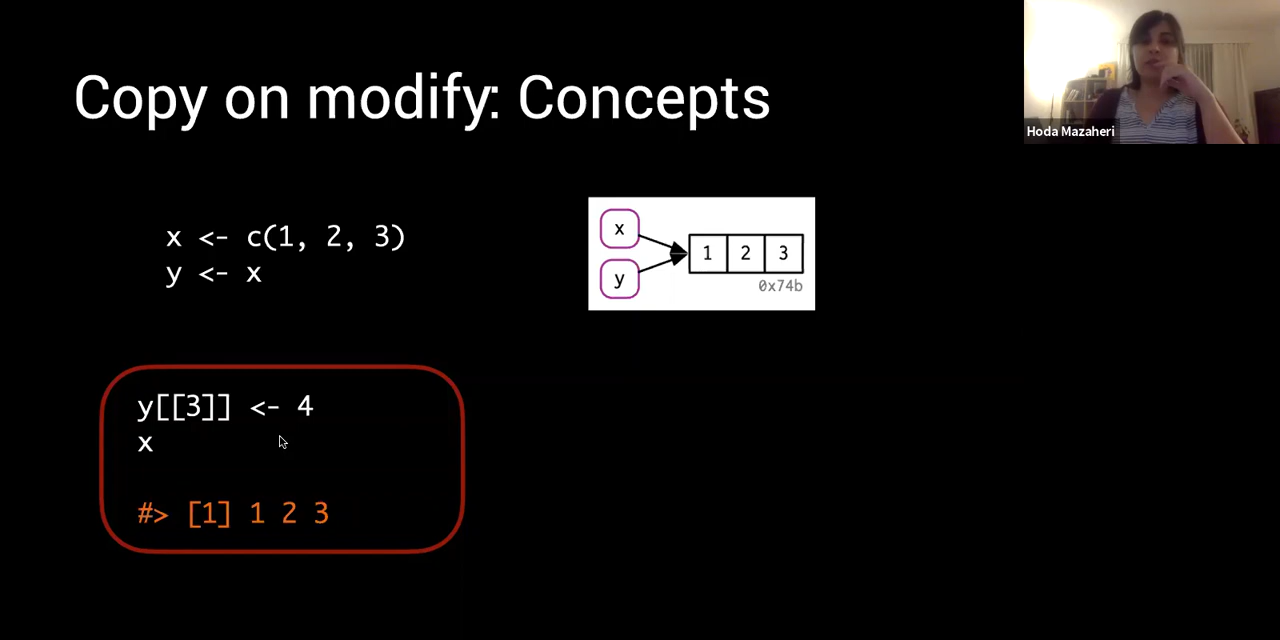 Copy on modify: Concepts
Hoda Mazaheri
x <- c(1, 2, 3)
y <- x
x
y
1 2 3
0x74b
y[[3]] <- 4
x
#> [1] 1 2 3